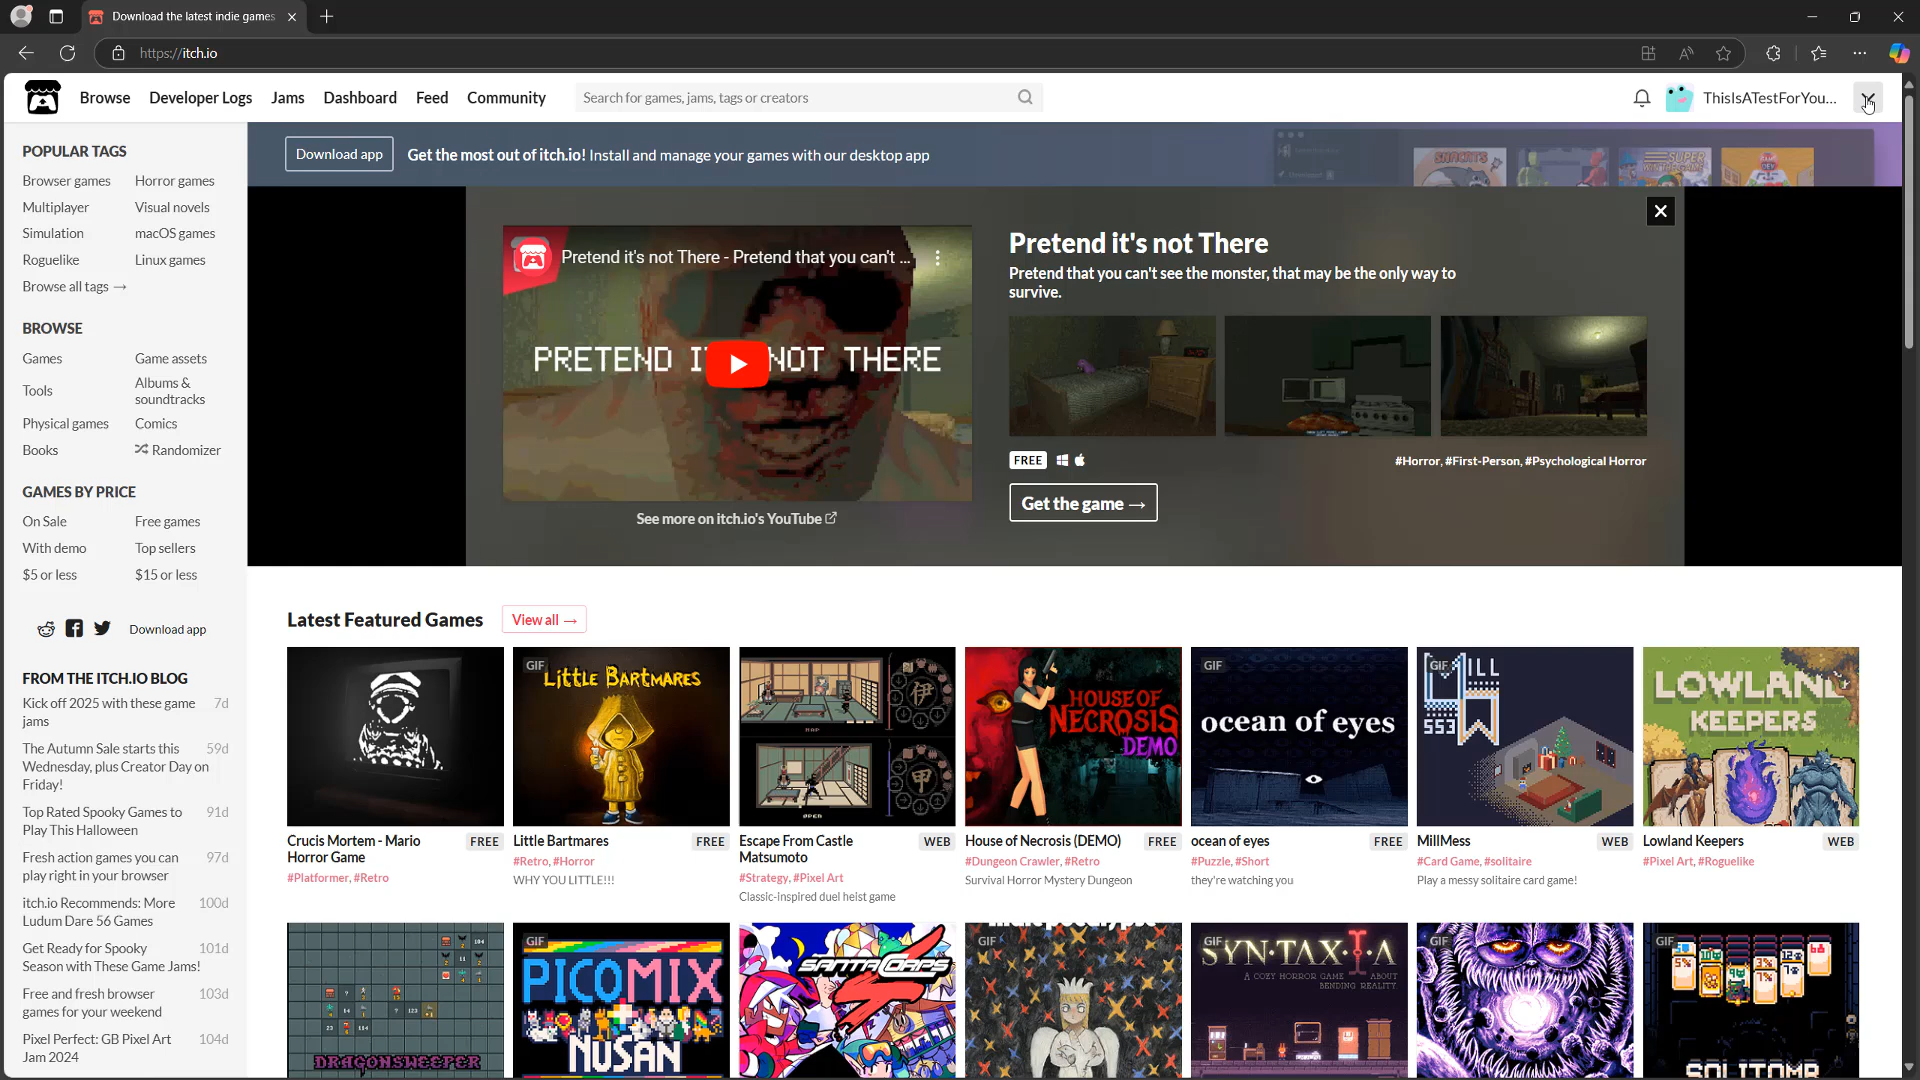 Download the latest indie games
https://itch.io
Browse
Developer Logs
Jams
Dashboard
Feed
Community
Search for games, jams, tags or creators
ThisIsATestForYou...
POPULAR TAGS
Browser games
Horror games
Multiplayer
Visual novels
Simulation
macOS games
Roguelike
Linux games
Browse all tags →
BROWSE
Games
Game assets
Tools
Albums &
soundtracks
Physical games
Comics
Books
Randomizer
GAMES BY PRICE
On Sale
Free games
With demo
Top sellers
$5 or less
$15 or less
Download app
FROM THE ITCH.IO BLOG
Kick off 2025 with these game 7d
jams
The Autumn Sale starts this 59d
Wednesday, plus Creator Day on
Friday!
Top Rated Spooky Games to 91d
Play This Halloween
Fresh action games you can 97d
play right in your browser
itch.io Recommends: More 100d
Ludum Dare 56 Games
Get Ready for Spooky 101d
Season with These Game Jams!
Free and fresh browser 103d
games for your weekend
Pixel Perfect: GB Pixel Art 104d
Jam 2024
Download app
Get the most out of itch.io! Install and manage your games with our desktop app
Pretend it's not There - Pretend that you can't ...
PRETEND I NOT THERE
See more on itch.io's YouTube
Pretend it's not There
Pretend that you can't see the monster, that may be the only way to
survive.
FREE
#Horror, #First-Person, #Psychological Horror
Get the game →
Latest Featured Games
View all →
Crucis Mortem - Mario
Horror Game
FREE
#Platformer, #Retro
GIF
LITTLE BARTMARES
Little Bartmares
FREE
#Retro, #Horror
WHY YOU LITTLE!!!
伊
MAP
甲
OPEN
Escape From Castle
Matsumoto
WEB
#Strategy, #Pixel Art
Classic-inspired duel heist game
HOUSE OF
NECROSIS
DEMO
House of Necrosis (DEMO)
FREE
#Dungeon Crawler, #Retro
Survival Horror Mystery Dungeon
GIF
ocean of eyes
ocean of eyes
FREE
#Puzzle, #Short
they're watching you
GIF
MILL
MESS
MillMess
WEB
#Card Game, #solitaire
Play a messy solitaire card game!
LOWLAND
KEEPERS
Lowland Keepers
WEB
#Pixel Art, #Roguelike
DRAGONSWEEPER
GIF
PICOMIX
NUSAN
SANTA CORPS
GIF
GIF
SYN-TAX-I-A
A COZY HORROR GAME ABOUT
BENDING REALITY.
GIF
GIF
SOLITOMB